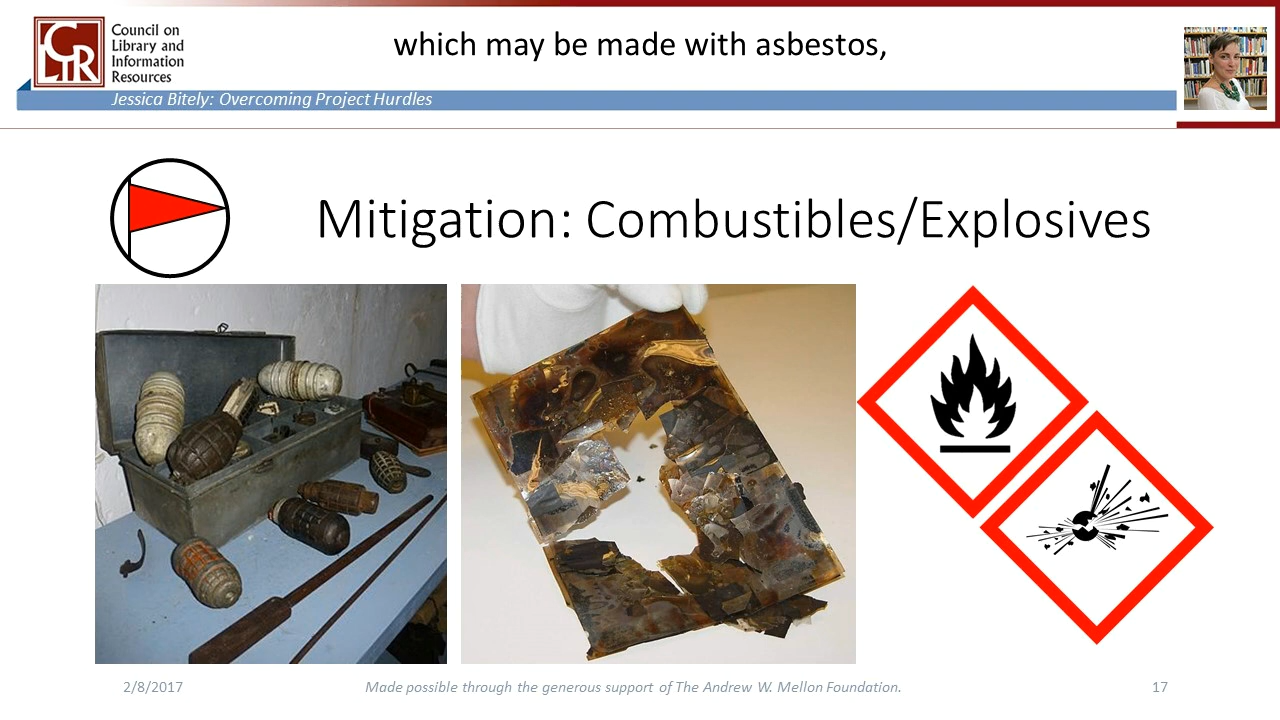 CLIR
Council on
Library and
Information
Resources
which may be made with asbestos,
Jessica Bitely: Overcoming Project Hurdles
Mitigation: Combustibles/Explosives
2/8/2017
Made possible through the generous support of The Andrew W. Mellon Foundation.
17